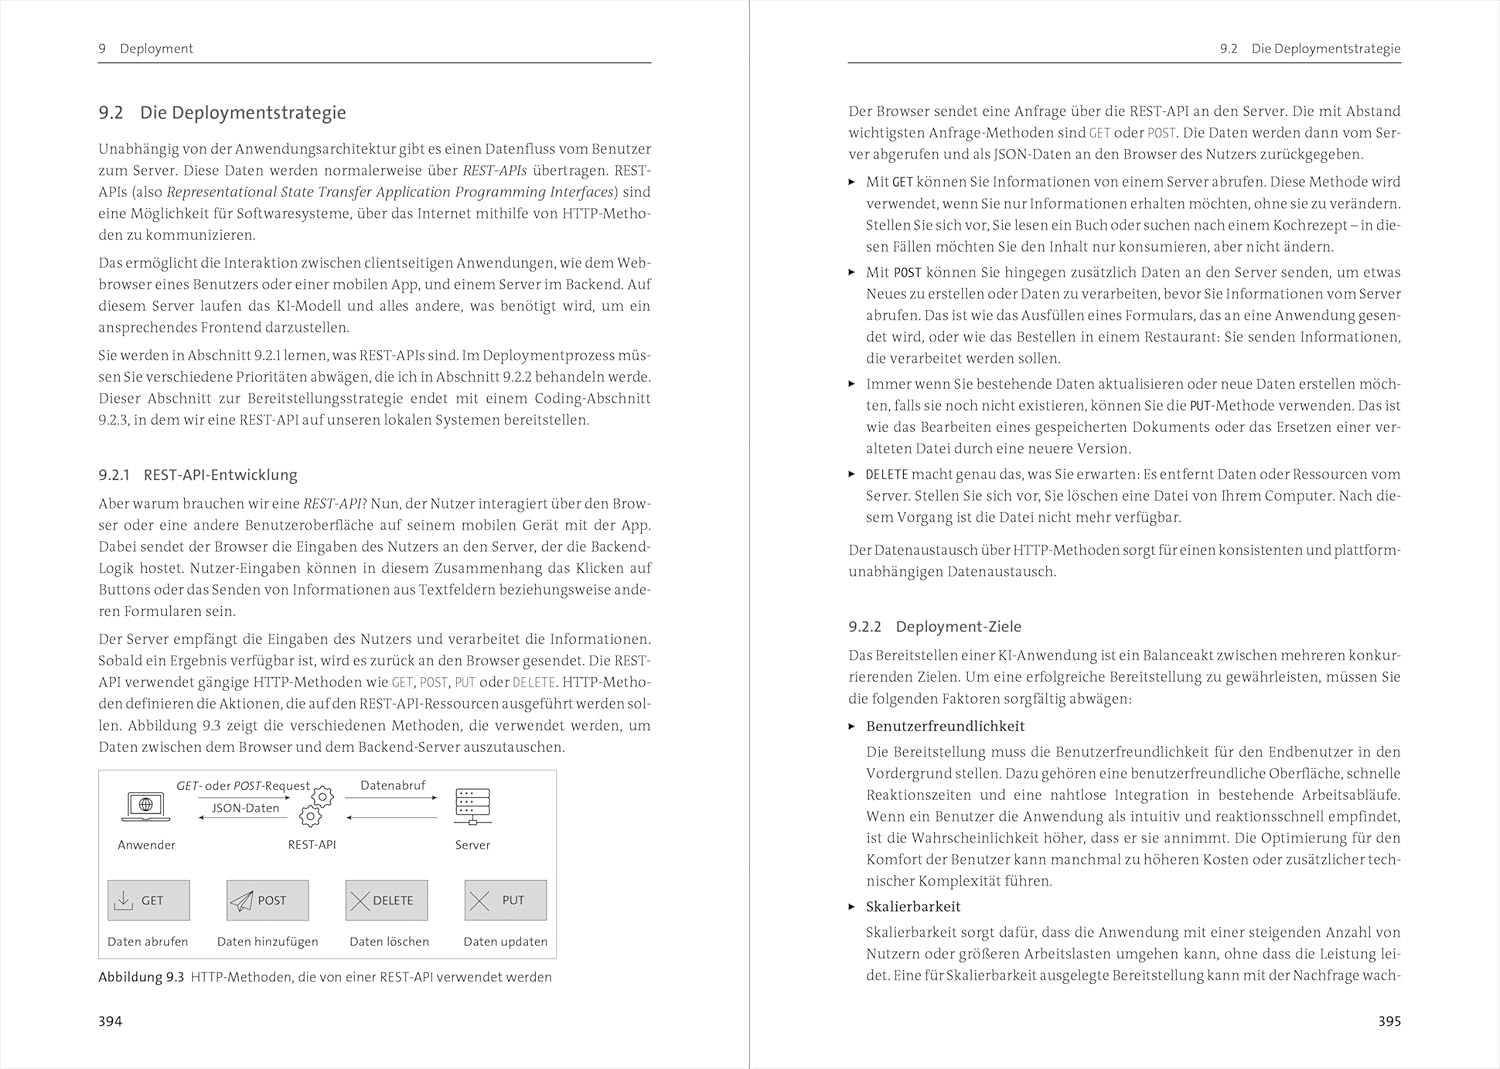 9 Deployment
9.2 Die Deploymentstrategie
Unabhängig von der Anwendungsarchitektur gibt es einen Datenfluss vom Benutzer
zum Server. Diese Daten werden normalerweise über REST-APIs übertragen. REST-
APIs (also Representational State Transfer Application Programming Interfaces) sind
eine Möglichkeit für Softwaresysteme, über das Internet mithilfe von HTTP-Metho-
den zu kommunizieren.
Das ermöglicht die Interaktion zwischen clientseitigen Anwendungen, wie dem Web-
browser eines Benutzers oder einer mobilen App, und einem Server im Backend. Auf
diesem Server laufen das KI-Modell und alles andere, was benötigt wird, um ein
ansprechendes Frontend darzustellen.
Sie werden in Abschnitt 9.2.1 lernen, was REST-APIs sind. Im Deploymentprozess müs-
sen Sie verschiedene Prioritäten abwägen, die ich in Abschnitt 9.2.2 behandeln werde.
Dieser Abschnitt zur Bereitstellungsstrategie endet mit einem Coding-Abschnitt
9.2.3, in dem wir eine REST-API auf unseren lokalen Systemen bereitstellen.
9.2.1 REST-API-Entwicklung
Aber warum brauchen wir eine REST-API? Nun, der Nutzer interagiert über den Brow-
ser oder eine andere Benutzeroberfläche auf seinem mobilen Gerät mit der App.
Dabei sendet der Browser die Eingaben des Nutzers an den Server, der die Backend-
Logik hostet. Nutzer-Eingaben können in diesem Zusammenhang das Klicken auf
Buttons oder das Senden von Informationen aus Textfeldern beziehungsweise ande-
ren Formularen sein.
Der Server empfängt die Eingaben des Nutzers und verarbeitet die Informationen.
Sobald ein Ergebnis verfügbar ist, wird es zurück an den Browser gesendet. Die REST-
API verwendet gängige HTTP-Methoden wie GET, POST, PUT oder DELETE. HTTP-Metho-
den definieren die Aktionen, die auf den REST-API-Ressourcen ausgeführt werden sol-
len. Abbildung 9.3 zeigt die verschiedenen Methoden, die verwendet werden, um
Daten zwischen dem Browser und dem Backend-Server auszutauschen.
GET- oder POST-Request
Datenabruf
JSON-Daten
Anwender
REST-API
Server
GET
POST
DELETE
PUT
Daten abrufen
Daten hinzufügen
Daten löschen
Daten updaten
Abbildung 9.3 HTTP-Methoden, die von einer REST-API verwendet werden
394
9.2 Die Deploymentstrategie
Der Browser sendet eine Anfrage über die REST-API an den Server. Die mit Abstand
wichtigsten Anfrage-Methoden sind GET oder POST. Die Daten werden dann vom Ser-
ver abgerufen und als JSON-Daten an den Browser des Nutzers zurückgegeben.
▸ Mit GET können Sie Informationen von einem Server abrufen. Diese Methode wird
verwendet, wenn Sie nur Informationen erhalten möchten, ohne sie zu verändern.
Stellen Sie sich vor, Sie lesen ein Buch oder suchen nach einem Kochrezept – in die-
sen Fällen möchten Sie den Inhalt nur konsumieren, aber nicht ändern.
▸ Mit POST können Sie hingegen zusätzlich Daten an den Server senden, um etwas
Neues zu erstellen oder Daten zu verarbeiten, bevor Sie Informationen vom Server
abrufen. Das ist wie das Ausfüllen eines Formulars, das an eine Anwendung gesen-
det wird, oder wie das Bestellen in einem Restaurant: Sie senden Informationen,
die verarbeitet werden sollen.
▸ Immer wenn Sie bestehende Daten aktualisieren oder neue Daten erstellen möch-
ten, falls sie noch nicht existieren, können Sie die PUT-Methode verwenden. Das ist
wie das Bearbeiten eines gespeicherten Dokuments oder das Ersetzen einer ver-
alteten Datei durch eine neuere Version.
▸ DELETE macht genau das, was Sie erwarten: Es entfernt Daten oder Ressourcen vom
Server. Stellen Sie sich vor, Sie löschen eine Datei von Ihrem Computer. Nach die-
sem Vorgang ist die Datei nicht mehr verfügbar.
Der Datenaustausch über HTTP-Methoden sorgt für einen konsistenten und plattform-
unabhängigen Datenaustausch.
9.2.2 Deployment-Ziele
Das Bereitstellen einer KI-Anwendung ist ein Balanceakt zwischen mehreren konkur-
rierenden Zielen. Um eine erfolgreiche Bereitstellung zu gewährleisten, müssen Sie
die folgenden Faktoren sorgfältig abwägen:
▸ Benutzerfreundlichkeit
Die Bereitstellung muss die Benutzerfreundlichkeit für den Endbenutzer in den
Vordergrund stellen. Dazu gehören eine benutzerfreundliche Oberfläche, schnelle
Reaktionszeiten und eine nahtlose Integration in bestehende Arbeitsabläufe.
Wenn ein Benutzer die Anwendung als intuitiv und reaktionsschnell empfindet,
ist die Wahrscheinlichkeit höher, dass er sie annimmt. Die Optimierung für den
Komfort der Benutzer kann manchmal zu höheren Kosten oder zusätzlicher tech-
nischer Komplexität führen.
▸ Skalierbarkeit
Skalierbarkeit sorgt dafür, dass die Anwendung mit einer steigenden Anzahl von
Nutzern oder größeren Arbeitslasten umgehen kann, ohne dass die Leistung lei-
det. Eine für Skalierbarkeit ausgelegte Bereitstellung kann mit der Nachfrage wach-
395